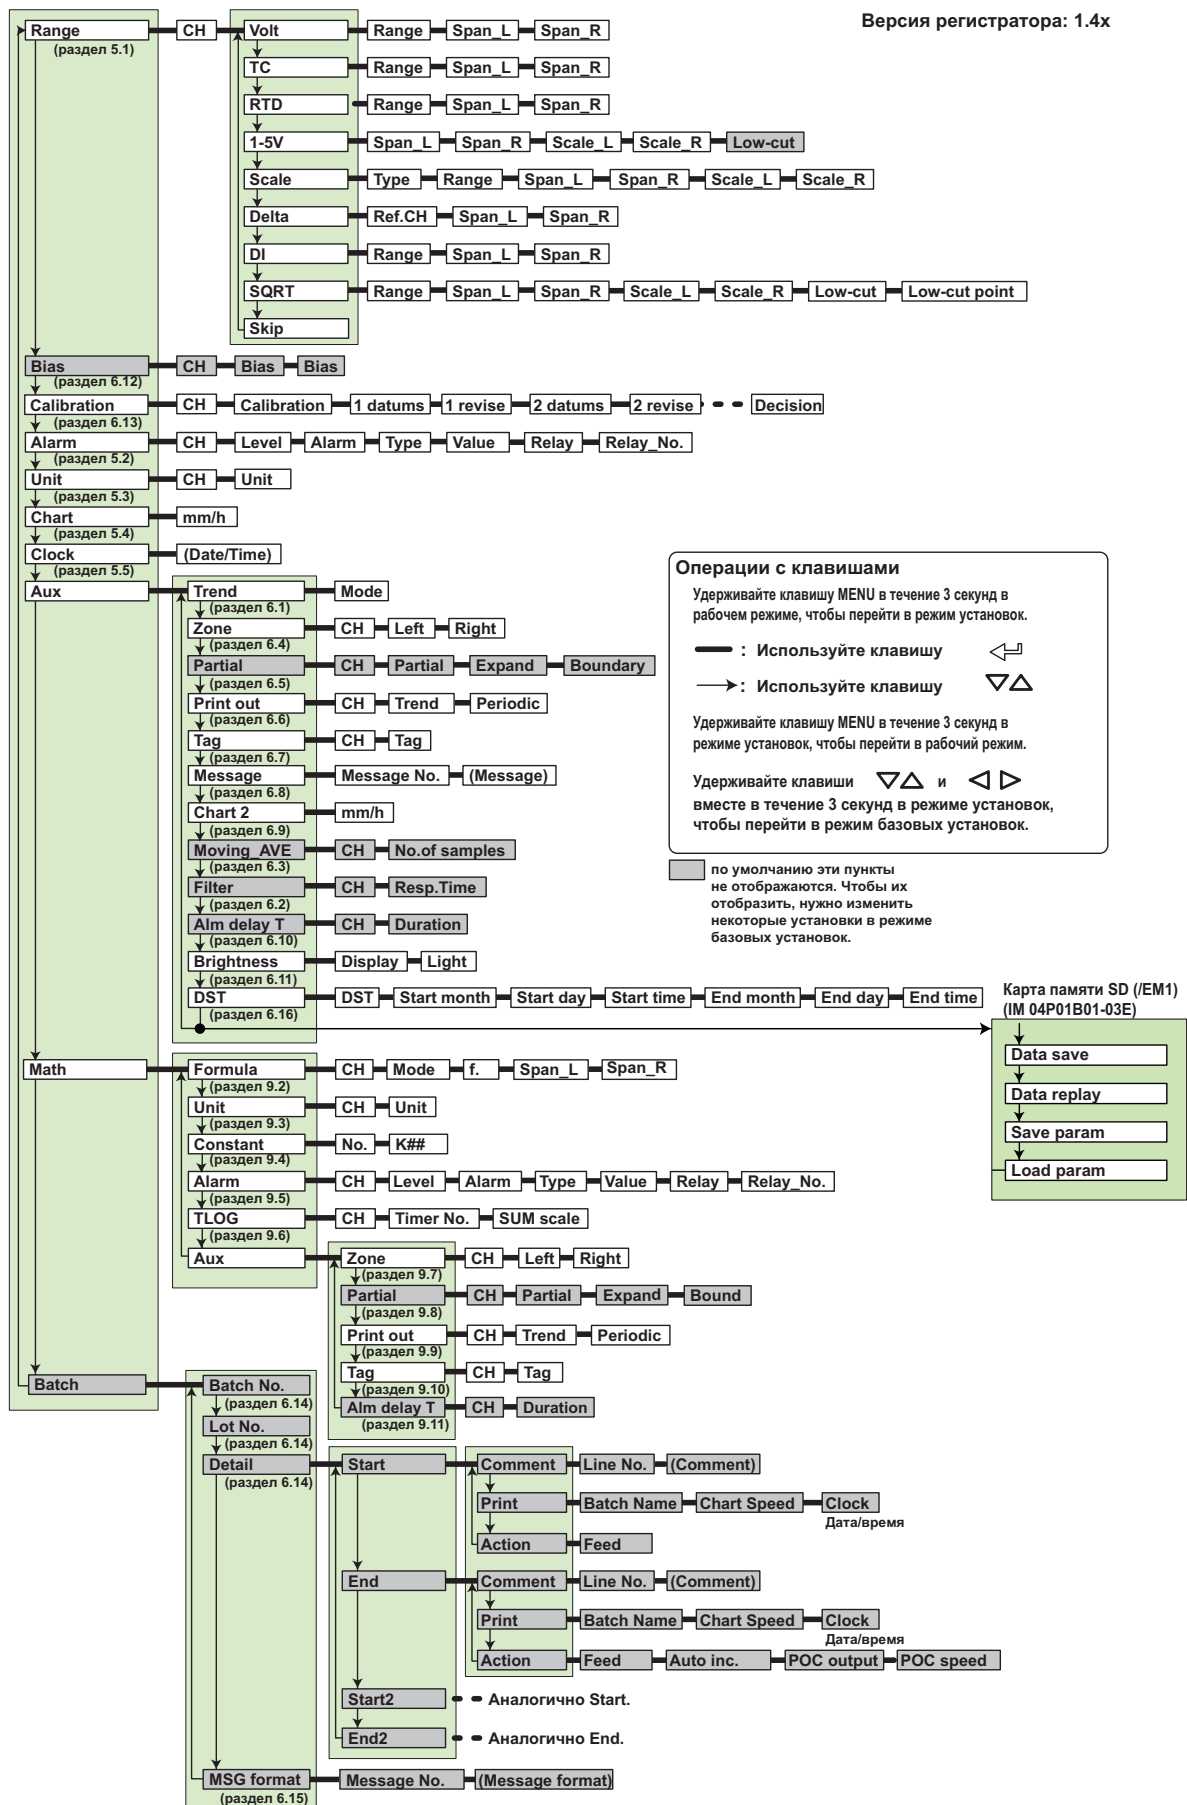 Версия регистратора: 1.4x
Range CH Volt Range Span_L Span_R
(раздел 5.1)
TC Range Span_L Span_R
RTD Range Span_L Span_R
1-5V Span_L Span_R Scale_L Scale_R Low-cut
Scale Type Range Span_L Span_R Scale_L Scale_R
Delta Ref.CH Span_L Span_R
DI Range Span_L Span_R
SQRT Range Span_L Span_R Scale_L Scale_R Low-cut Low-cut point
Skip
Bias CH Bias Bias
(раздел 6.12)
Calibration CH Calibration 1 datums 1 revise 2 datums 2 revise Decision
(раздел 6.13)
Alarm CH Level Alarm Type Value Relay Relay_No.
(раздел 5.2)
Unit CH Unit
(раздел 5.3)
Chart mm/h
(раздел 5.4)
Clock (Date/Time)
(раздел 5.5)
Aux Trend Mode
(раздел 6.1)
Zone CH Left Right
(раздел 6.4)
Partial CH Partial Expand Boundary
(раздел 6.5)
Print out CH Trend Periodic
(раздел 6.6)
Tag CH Tag
(раздел 6.7)
Message Message No. (Message)
(раздел 6.8)
Chart 2 mm/h
(раздел 6.9)
Moving_AVE CH No.of samples
(раздел 6.3)
Filter CH Resp.Time
(раздел 6.2)
Alm delay T CH Duration
(раздел 6.10)
Brightness Display Light
(раздел 6.11)
DST DST Start month Start day Start time End month End day End time
(раздел 6.16)
Операции с клавишами
Удерживайте клавишу MENU в течение 3 секунд в
рабочем режиме, чтобы перейти в режим установок.
: Используйте клавишу
: Используйте клавишу
Удерживайте клавишу MENU в течение 3 секунд в
режиме установок, чтобы перейти в рабочий режим.
Удерживайте клавиши и
вместе в течение 3 секунд в режиме установок,
чтобы перейти в режим базовых установок.
по умолчанию эти пункты
не отображаются. Чтобы их
отобразить, нужно изменить
некоторые установки в режиме
базовых установок.
Карта памяти SD (/EM1)
(IM 04P01B01-03E)
Data save
Data replay
Save param
Load param
Math Formula CH Mode f. Span_L Span_R
(раздел 9.2)
Unit CH Unit
(раздел 9.3)
Constant No. K##
(раздел 9.4)
Alarm CH Level Alarm Type Value Relay Relay_No.
(раздел 9.5)
TLOG CH Timer No. SUM scale
(раздел 9.6)
Aux Zone CH Left Right
(раздел 9.7)
Partial CH Partial Expand Bound
(раздел 9.8)
Print out CH Trend Periodic
(раздел 9.9)
Tag CH Tag
(раздел 9.10)
Alm delay T CH Duration
(раздел 9.11)
Batch Batch No.
(раздел 6.14)
Lot No.
(раздел 6.14)
Detail Start Comment Line No. (Comment)
(раздел 6.14)
Print Batch Name Chart Speed Clock
Дата/время
Action Feed
End Comment Line No. (Comment)
Print Batch Name Chart Speed Clock
Дата/время
Action Feed Auto inc. POC output POC speed
Start2 Аналогично Start.
End2 Аналогично End.
MSG format Message No. (Message format)
(раздел 6.15)